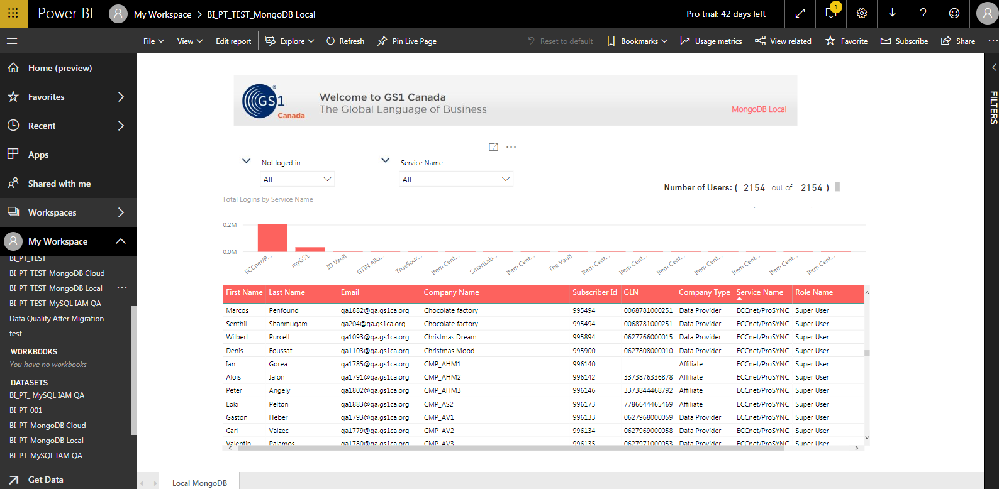 Power BI My Workspace > BI_PT_TEST_MongoDB Local Pro trial: 42 days left 1
File View Edit report Explore Refresh Pin Live Page Reset to default Bookmarks Usage metrics View related Favorite Subscribe Share ...
Home (preview)
Favorites
Recent
Apps
Shared with me
Workspaces
My Workspace
BI_PT_TEST
BI_PT_TEST_MongoDB Cloud
BI_PT_TEST_MongoDB Local ...
BI_PT_TEST_MySQL IAM QA
Data Quality After Migration
test
WORKBOOKS
You have no workbooks
DATASETS
BI_PT_ MySQL IAM QA
BI_PT_001
BI_PT_MongoDB Cloud
BI_PT_MongoDB Local
BI_PT_MySQL IAM QA
Get Data
GS1 Canada
Welcome to GS1 Canada
The Global Language of Business
MongoDB Local
Not loged in
All
Service Name
All
Number of Users: ( 2154 out of 2154 )
Total Logins by Service Name
0.2M
0.0M
ECCnet/P... myGS1 ID Vault GTIN Allo... TrueSour... Item Cent... SmartLab... Item Cent... The Vault Item Cent... Item Cent... Item Cent... Item Cent... Item Cent... Item Cent... Item Cent...
First Name Last Name Email Company Name Subscriber Id GLN Company Type Service Name Role Name
Marcos Penfound qa1882@qa.gs1ca.org Chocolate factory 995494 0068781000251 Data Provider ECCnet/ProSYNC Super User
Senthil Shanmugam qa204@qa.gs1ca.org Chocolate factory 995494 0068781000251 Data Provider ECCnet/ProSYNC Super User
Wilbert Purcell qa1093@qa.gs1ca.org Christmas Dream 995894 0627766000015 Data Provider ECCnet/ProSYNC Super User
Denis Foussat qa1103@qa.gs1ca.org Christmas Mood 995900 0627808000010 Data Provider ECCnet/ProSYNC Super User
Ian Gorea qa1785@qa.gs1ca.org CMP_AHM1 996140 Affiliate ECCnet/ProSYNC Super User
Alois Jalon qa1791@qa.gs1ca.org CMP_AHM2 996142 3373876336878 Affiliate ECCnet/ProSYNC Super User
Peter Angely qa1802@qa.gs1ca.org CMP_AHM3 996146 3373844468792 Affiliate ECCnet/ProSYNC Super User
Loki Pelton qa1883@qa.gs1ca.org CMP_AS2 996173 7786644465469 Affiliate ECCnet/ProSYNC Super User
Gaston Heber qa1793@qa.gs1ca.org CMP_AV1 996133 0627968000059 Data Provider ECCnet/ProSYNC Super User
Carl Valzec qa1779@qa.gs1ca.org CMP_AV2 996134 0627969000058 Data Provider ECCnet/ProSYNC Super User
Valentin Palamos qa1780@qa.gs1ca.org CMP_AV3 996135 0627971000053 Data Provider ECCnet/ProSYNC Super User
Local MongoDB
FILTERS